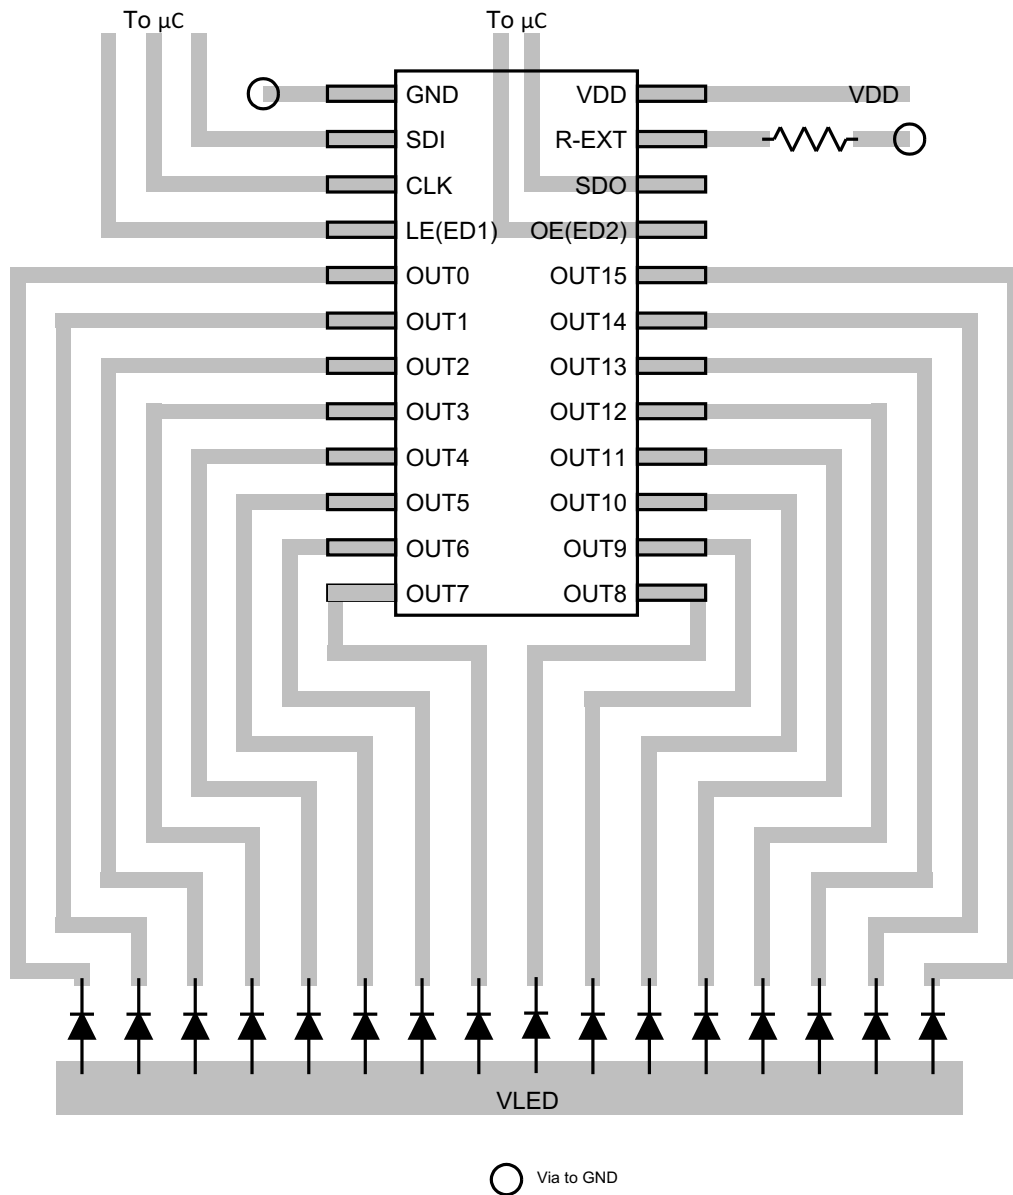 To µC To µC
GND VDD VDD
SDI R-EXT
CLK SDO
LE(ED1) OE(ED2)
OUT0 OUT15
OUT1 OUT14
OUT2 OUT13
OUT3 OUT12
OUT4 OUT11
OUT5 OUT10
OUT6 OUT9
OUT7 OUT8
VLED
Via to GND